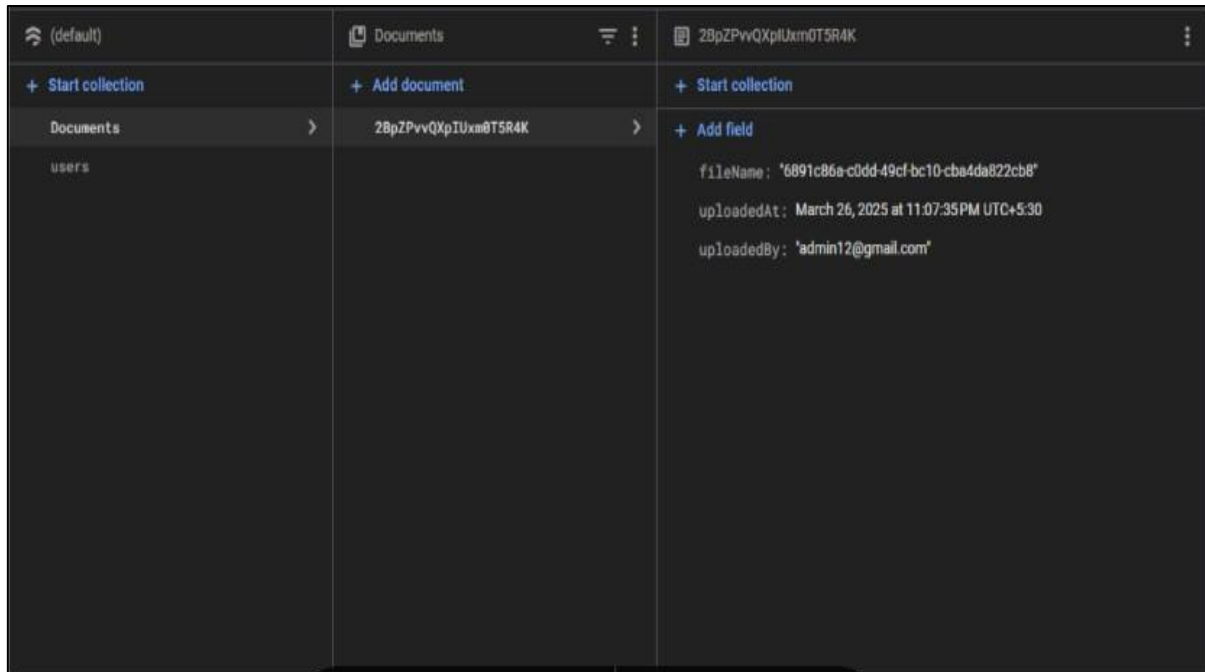 (default)
+ Start collection
Documents
users
Documents
+ Add document
2BpZPvvQXpIUxm0T5R4K
2BpZPvvQXpIUxm0T5R4K
+ Start collection
+ Add field
fileName: "6891c86a-c0dd-49cf-bc10-cba4da822cb8"
uploadedAt: March 26, 2025 at 11:07:35 PM UTC+5:30
uploadedBy: "admin12@gmail.com"